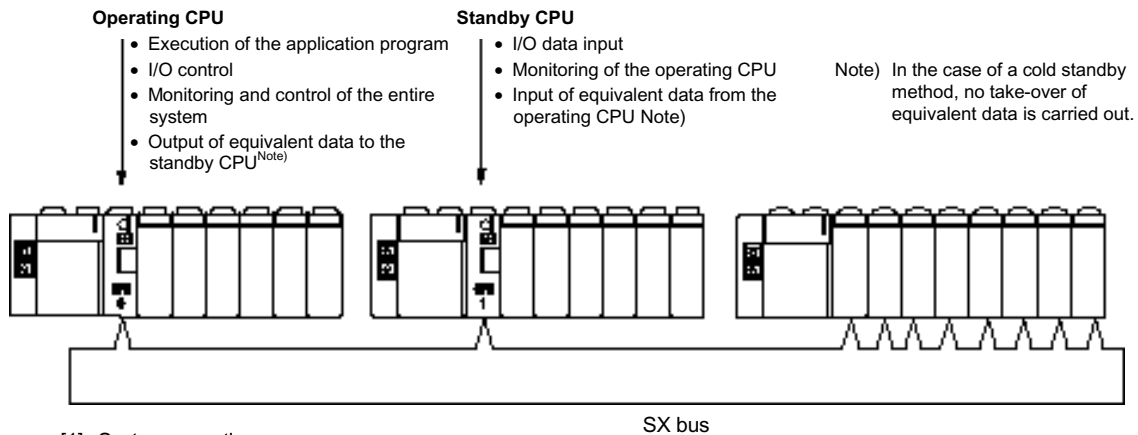 Operating CPU
• Execution of the application program
• I/O control
• Monitoring and control of the entire
system
• Output of equivalent data to the
standby CPU Note)
Standby CPU
• I/O data input
• Monitoring of the operating CPU
• Input of equivalent data from the
operating CPU Note)
Note) In the case of a cold standby
method, no take-over of
equivalent data is carried out.
1
SX bus